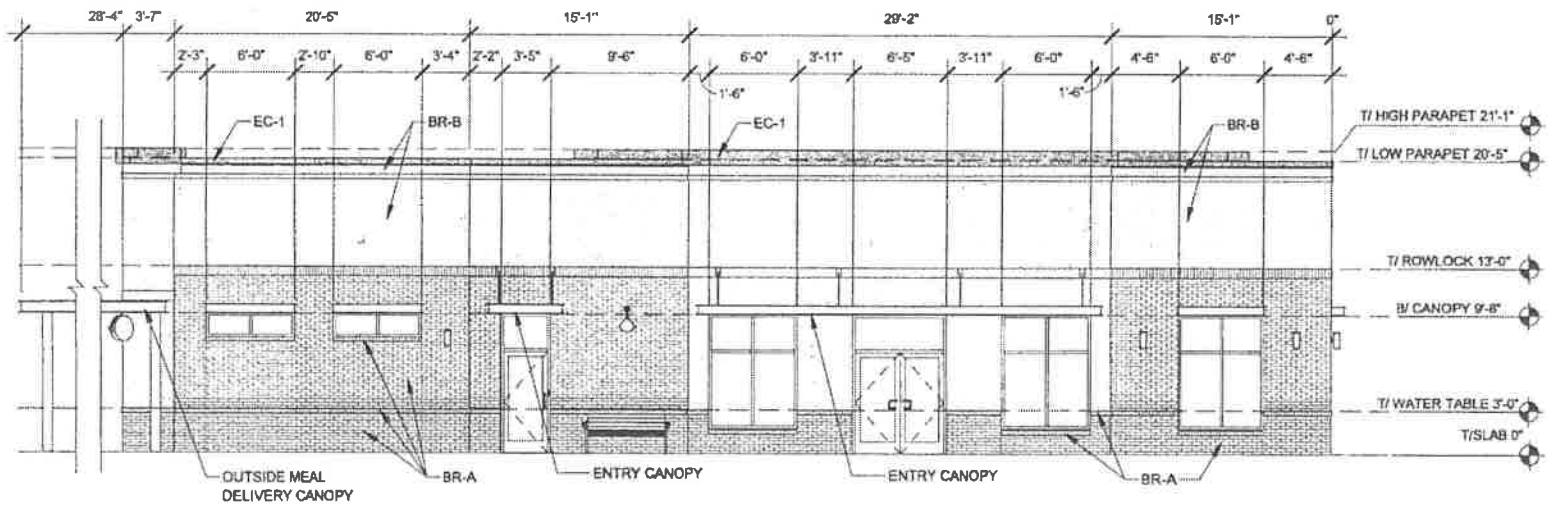 28'-4" 3'-7" 20'-5" 15'-1" 29'-2" 15'-1" 0"
2'-3" 6'-0" 2'-10" 6'-0" 3'-4" 2'-2" 3'-5" 9'-6" 6'-0" 3'-11" 6'-5" 3'-11" 6'-0" 4'-6" 6'-0" 4'-6"
1'-6" 1'-6"
EC-1 BR-B EC-1 BR-B
T/ HIGH PARAPET 21'-1"
T/ LOW PARAPET 20'-5"
T/ ROWLOCK 13'-0"
B/ CANOPY 9'-8"
T/ WATER TABLE 3'-0"
T/SLAB 0"
OUTSIDE MEAL
DELIVERY CANOPY
BR-A
ENTRY CANOPY
ENTRY CANOPY
BR-A